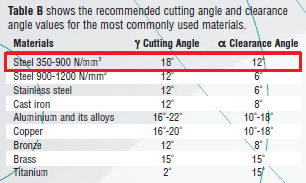 Table B shows the recommended cutting angle and clearance
angle values for the most commonly used materials.
Materials γ Cutting Angle α Clearance Angle
Steel 350-900 N/mm² 18° 12°
Steel 900-1200 N/mm² 12° 6°
Stainless steel 12° 6°
Cast iron 12° 8°
Aluminium and its alloys 16°-22° 10°-18°
Copper 16°-20° 10°-18°
Bronze 12° 8°
Brass 15° 15°
Titanium 2° 15°